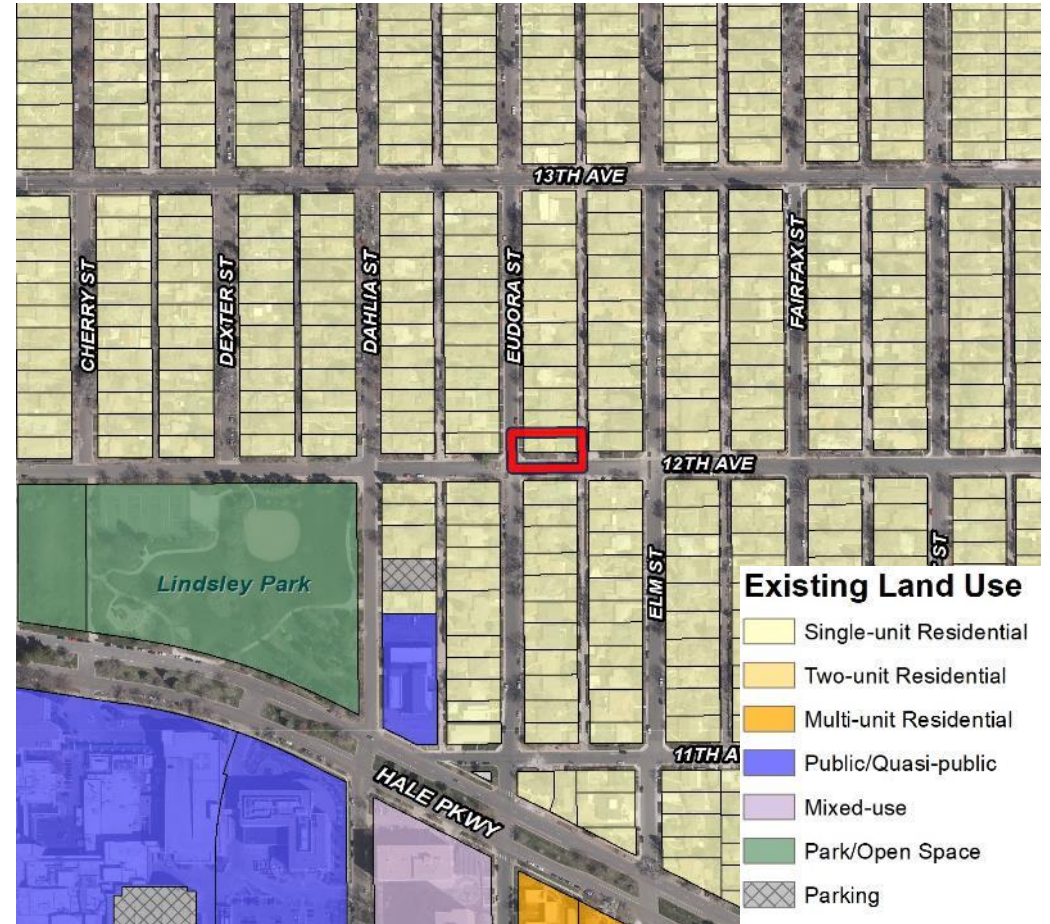 13TH AVE
CHERRY ST
DEXTER ST
DAHLIA ST
EUDORA ST
FAIRFAX ST
12TH AVE
Lindsley Park
ELM ST
ST
11TH A
HALE PKWY
Existing Land Use
Single-unit Residential
Two-unit Residential
Multi-unit Residential
Public/Quasi-public
Mixed-use
Park/Open Space
Parking